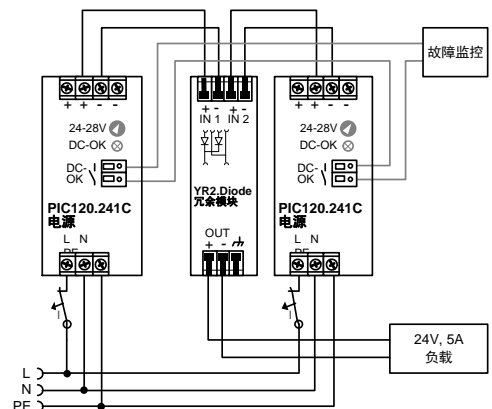 故障监控
+ + - -
+ - + -
IN 1 IN 2
+ + - -
24-28V
DC-OK
DC-
OK
PIC120.241C
电源
L N
PE
YR2.Diode
冗余模块
OUT
+ -
24-28V
DC-OK
DC-
OK
PIC120.241C
电源
L N
PE
I
I
24V, 5A
负载
L
N
PE